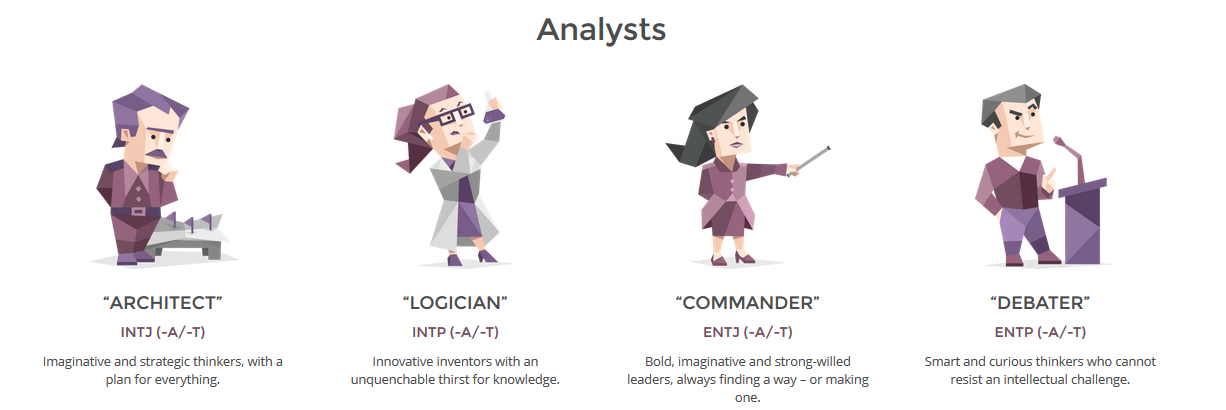 Analysts
“ARCHITECT”
INTJ (-A/-T)
Imaginative and strategic thinkers, with a
plan for everything.
“LOGICIAN”
INTP (-A/-T)
Innovative inventors with an
unquenchable thirst for knowledge.
“COMMANDER”
ENTJ (-A/-T)
Bold, imaginative and strong-willed
leaders, always finding a way – or making
one.
“DEBATER”
ENTP (-A/-T)
Smart and curious thinkers who cannot
resist an intellectual challenge.